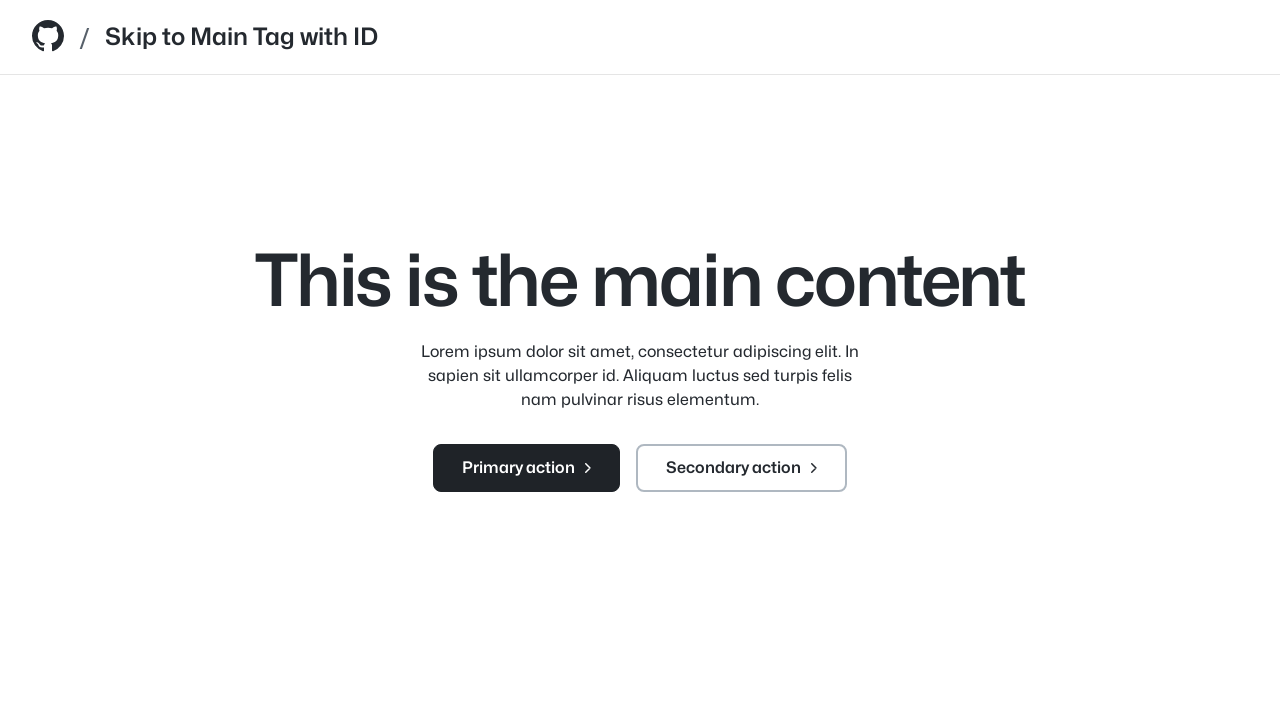 / Skip to Main Tag with ID
This is the main content
Lorem ipsum dolor sit amet, consectetur adipiscing elit. In
sapien sit ullamcorper id. Aliquam luctus sed turpis felis
nam pulvinar risus elementum.
Primary action
Secondary action